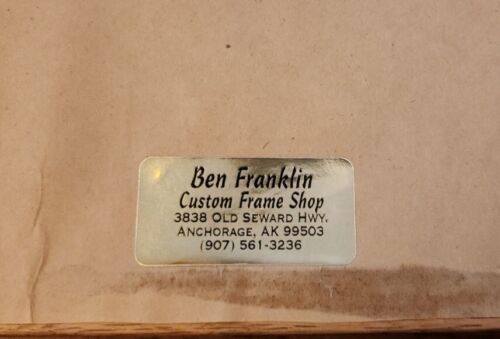 Ben Franklin
Custom Frame Shop
3838 Old Seward Hwy.
Anchorage, AK 99503
(907) 561-3236